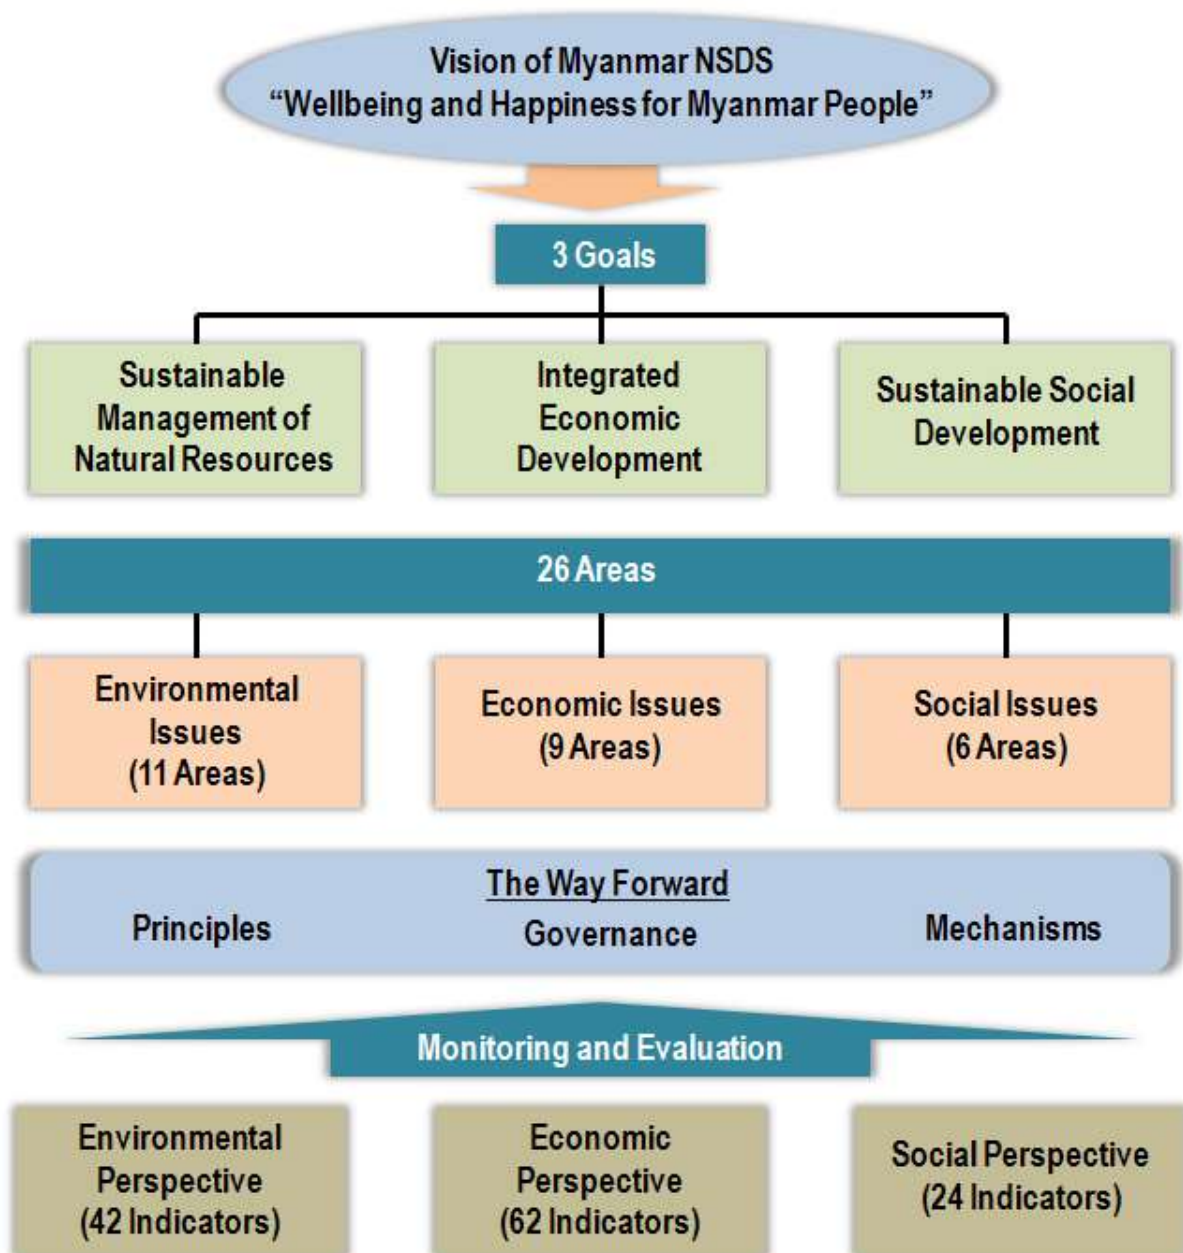 Vision of Myanmar NSDS
“Wellbeing and Happiness for Myanmar People”
3 Goals
Sustainable
Management of
Natural Resources
Integrated
Economic
Development
Sustainable Social
Development
26 Areas
Environmental
Issues
(11 Areas)
Economic Issues
(9 Areas)
Social Issues
(6 Areas)
The Way Forward
Principles
Governance
Mechanisms
Monitoring and Evaluation
Environmental
Perspective
(42 Indicators)
Economic
Perspective
(62 Indicators)
Social Perspective
(24 Indicators)